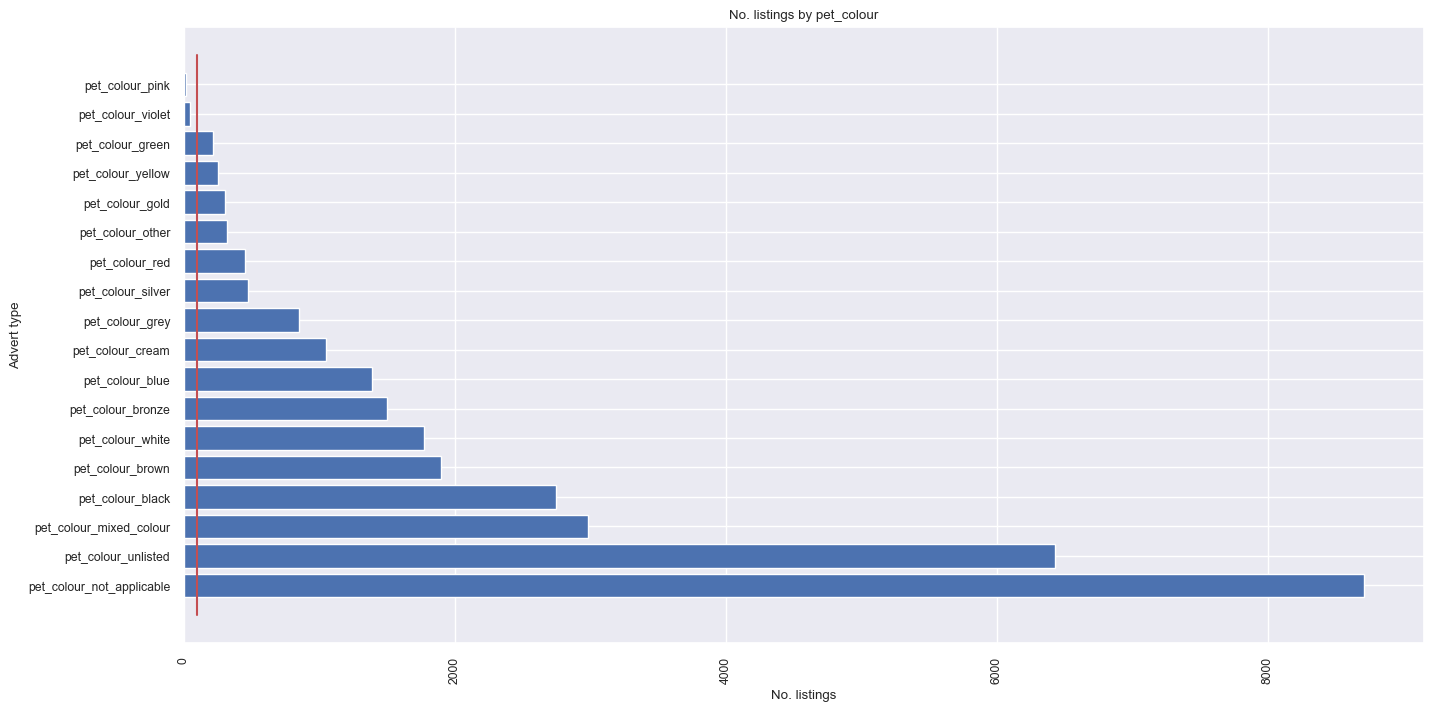 No. listings by pet_colour
Advert type
pet_colour_pink
pet_colour_violet
pet_colour_green
pet_colour_yellow
pet_colour_gold
pet_colour_other
pet_colour_red
pet_colour_silver
pet_colour_grey
pet_colour_cream
pet_colour_blue
pet_colour_bronze
pet_colour_white
pet_colour_brown
pet_colour_black
pet_colour_mixed_colour
pet_colour_unlisted
pet_colour_not_applicable
0
2000
4000
6000
8000
No. listings